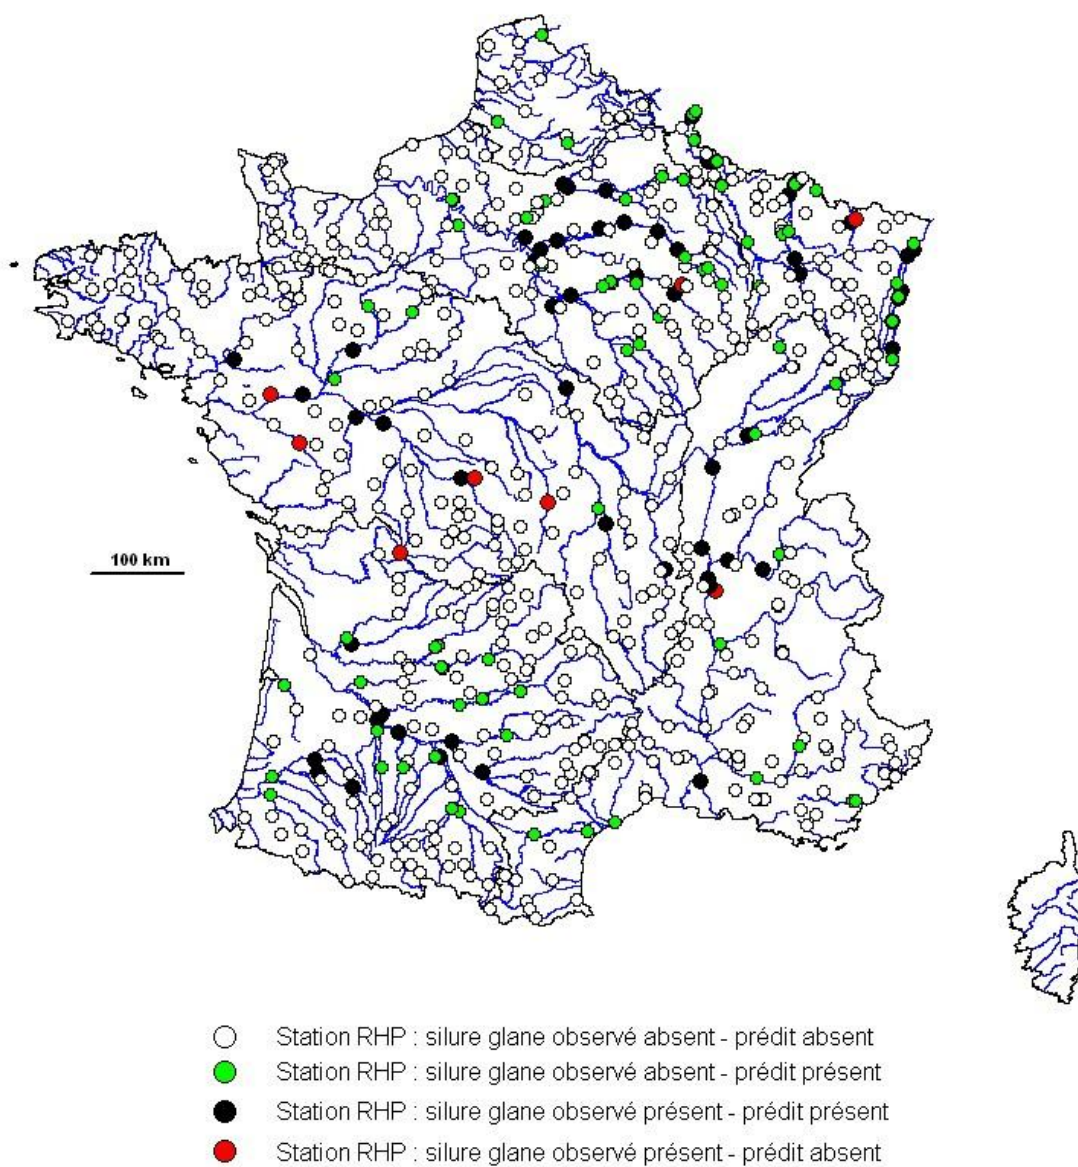 100 km
Station RHP : silure glane observé absent - prédit absent
Station RHP : silure glane observé absent - prédit présent
Station RHP : silure glane observé présent - prédit présent
Station RHP : silure glane observé présent - prédit absent